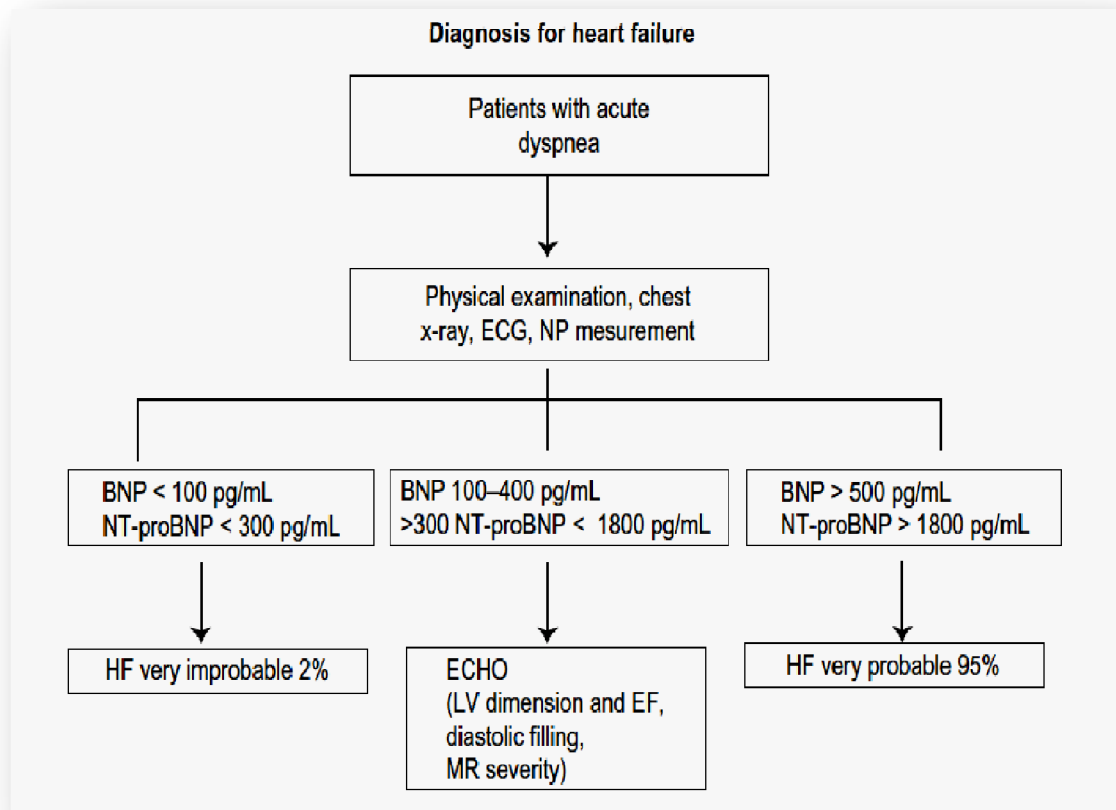 Diagnosis for heart failure
Patients with acute
dyspnea
Physical examination, chest
x-ray, ECG, NP mesurement
BNP < 100 pg/mL
NT-proBNP < 300 pg/mL
BNP 100–400 pg/mL
>300 NT-proBNP < 1800 pg/mL
BNP > 500 pg/mL
NT-proBNP > 1800 pg/mL
HF very improbable 2%
ECHO
(LV dimension and EF,
diastolic filling,
MR severity)
HF very probable 95%